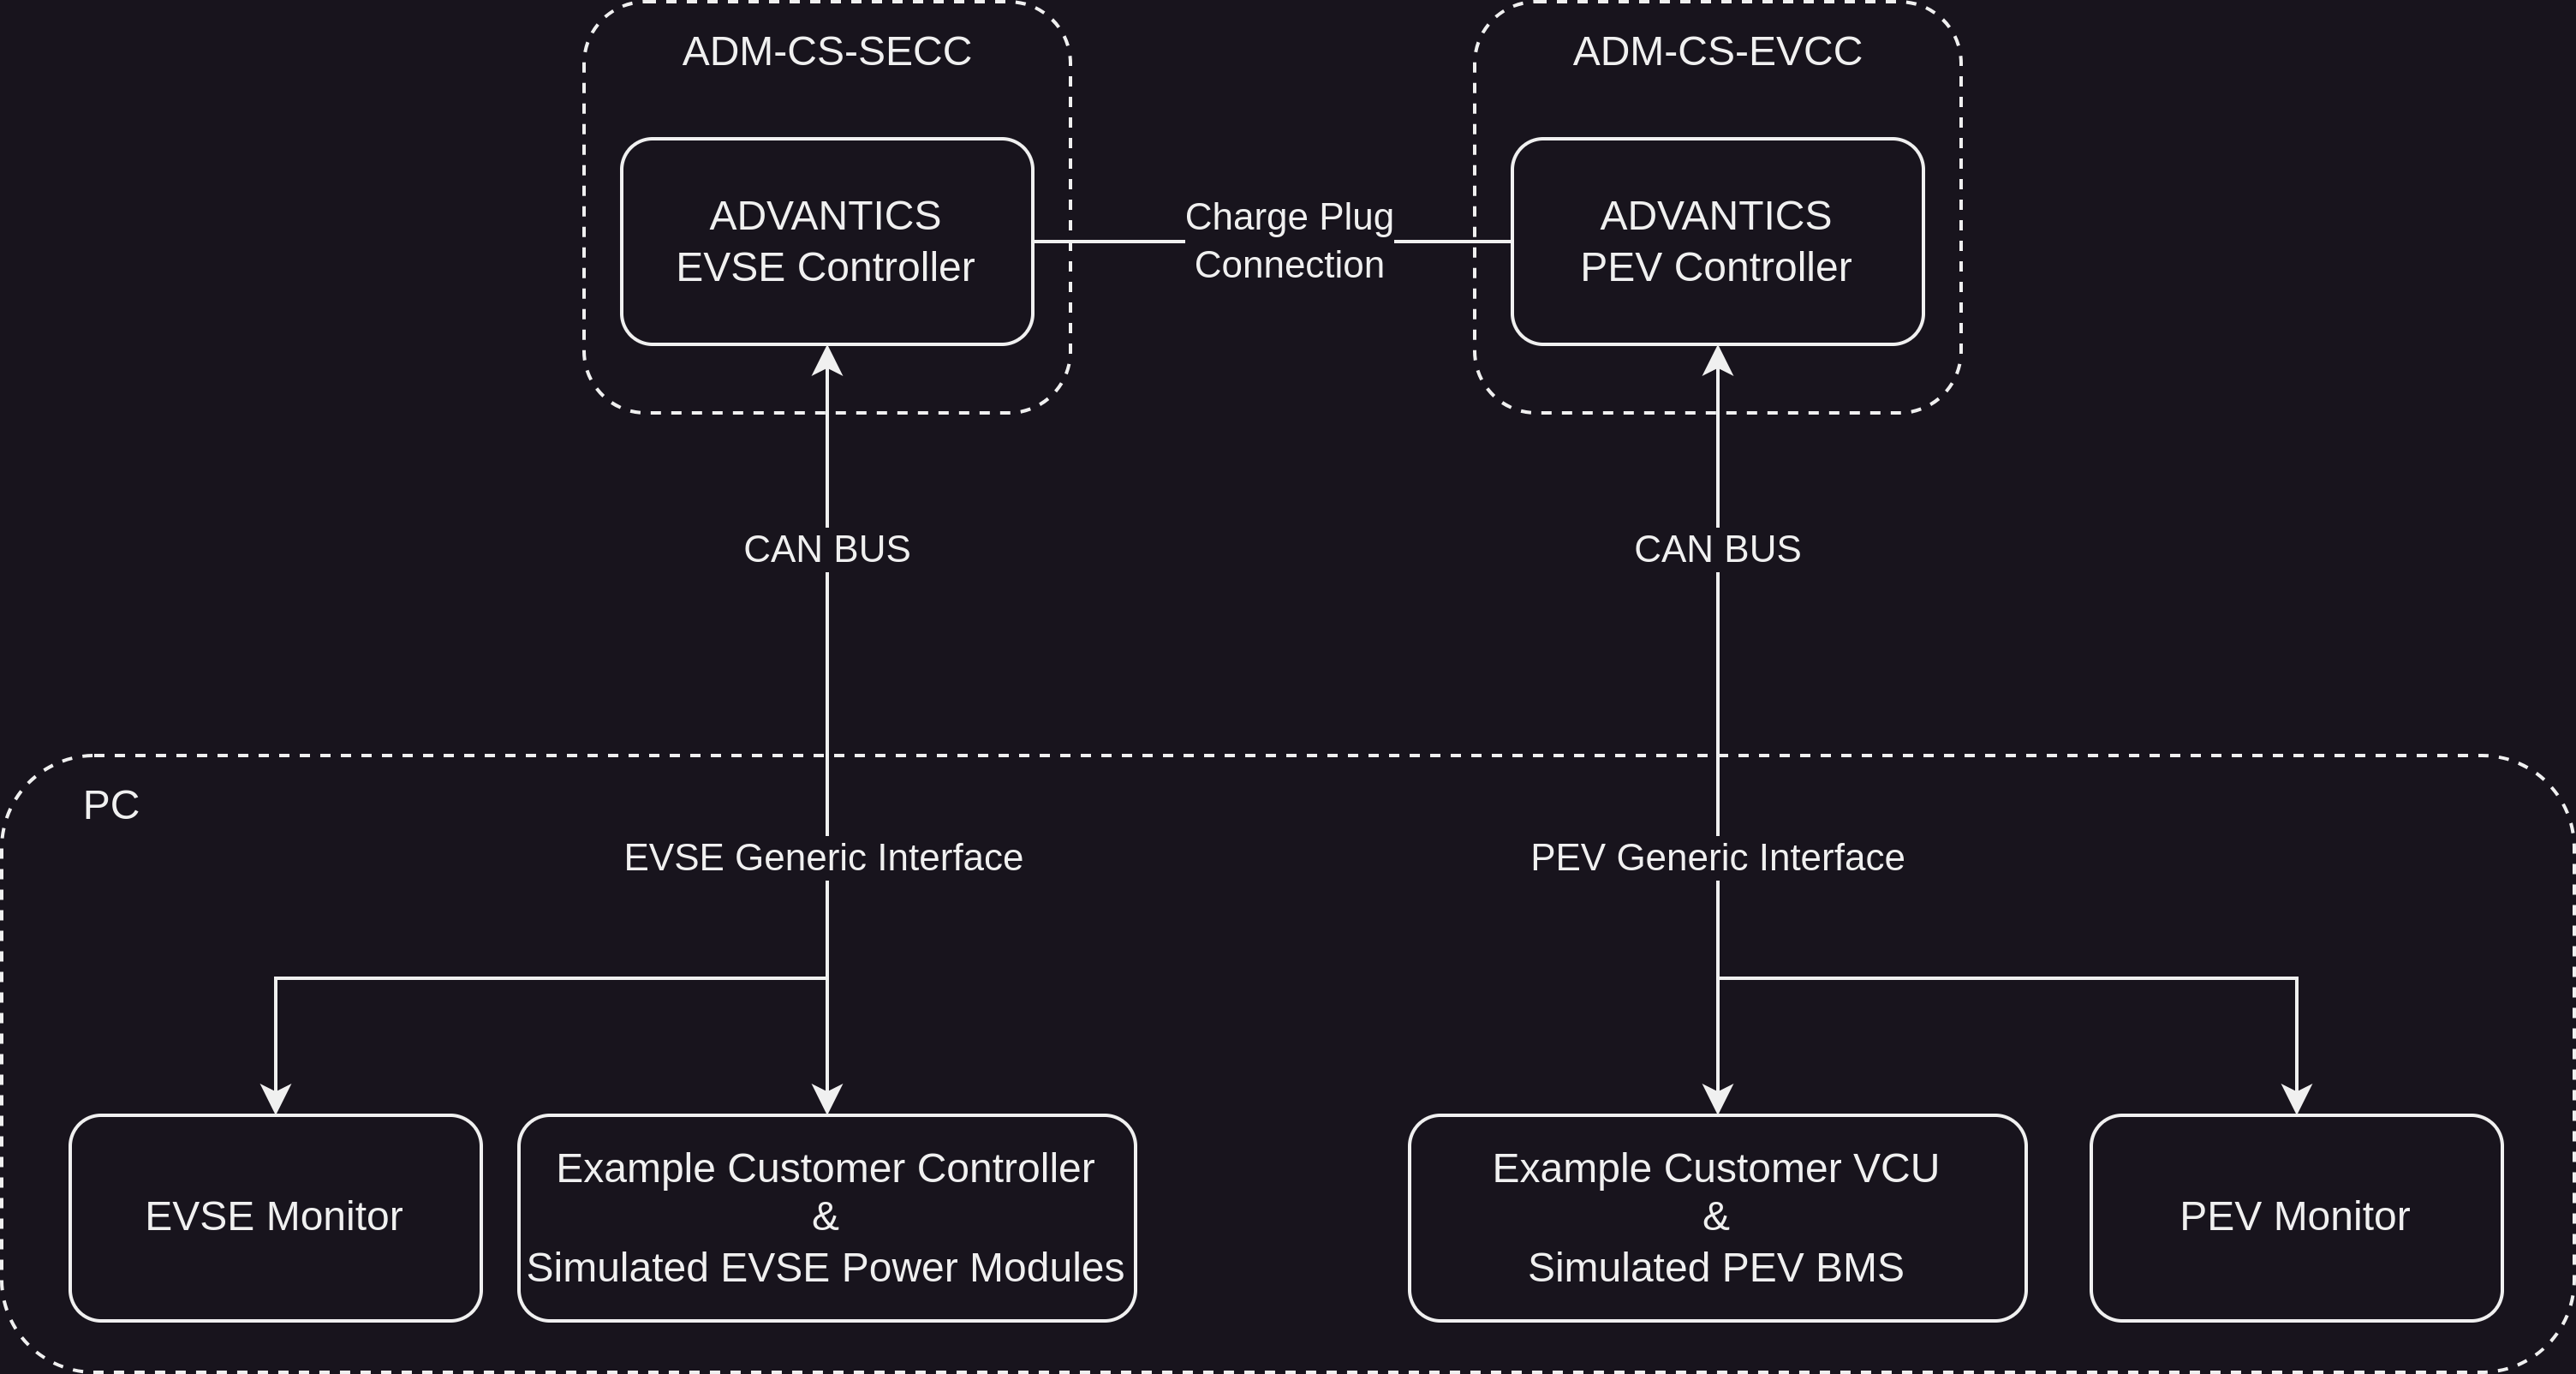 ADM-CS-SECC
ADM-CS-EVCC
ADVANTICS
EVSE Controller
Charge Plug
Connection
ADVANTICS
PEV Controller
CAN BUS
CAN BUS
PC
EVSE Generic Interface
PEV Generic Interface
EVSE Monitor
Example Customer Controller
&
Simulated EVSE Power Modules
Example Customer VCU
&
Simulated PEV BMS
PEV Monitor